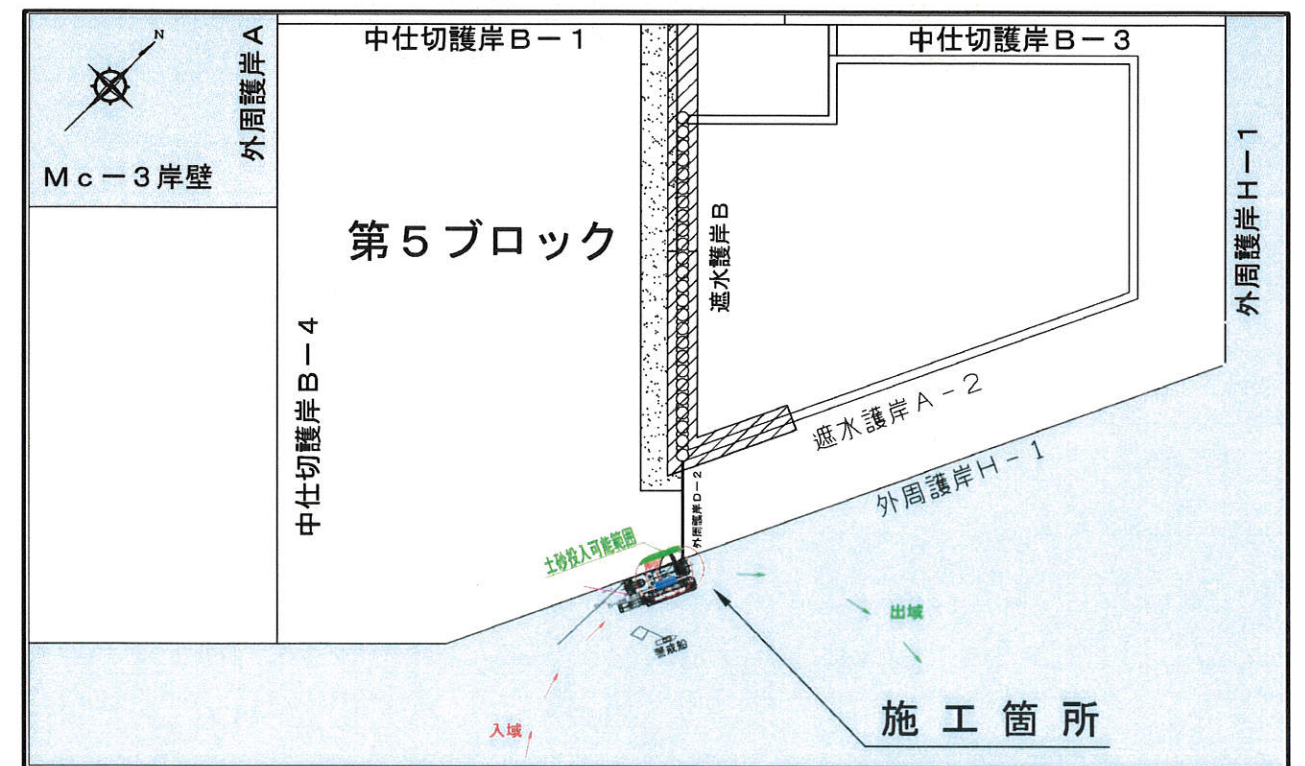 N
外周護岸A
Mc－3岸壁
中仕切護岸B－1
中仕切護岸B－3
外周護岸H－1
第5ブロック
遮水護岸B
中仕切護岸B－4
遮水護岸A－2
外周護岸H－1
外周護岸D－2
土砂投入可能範囲
出域
警戒船
入域
施工箇所